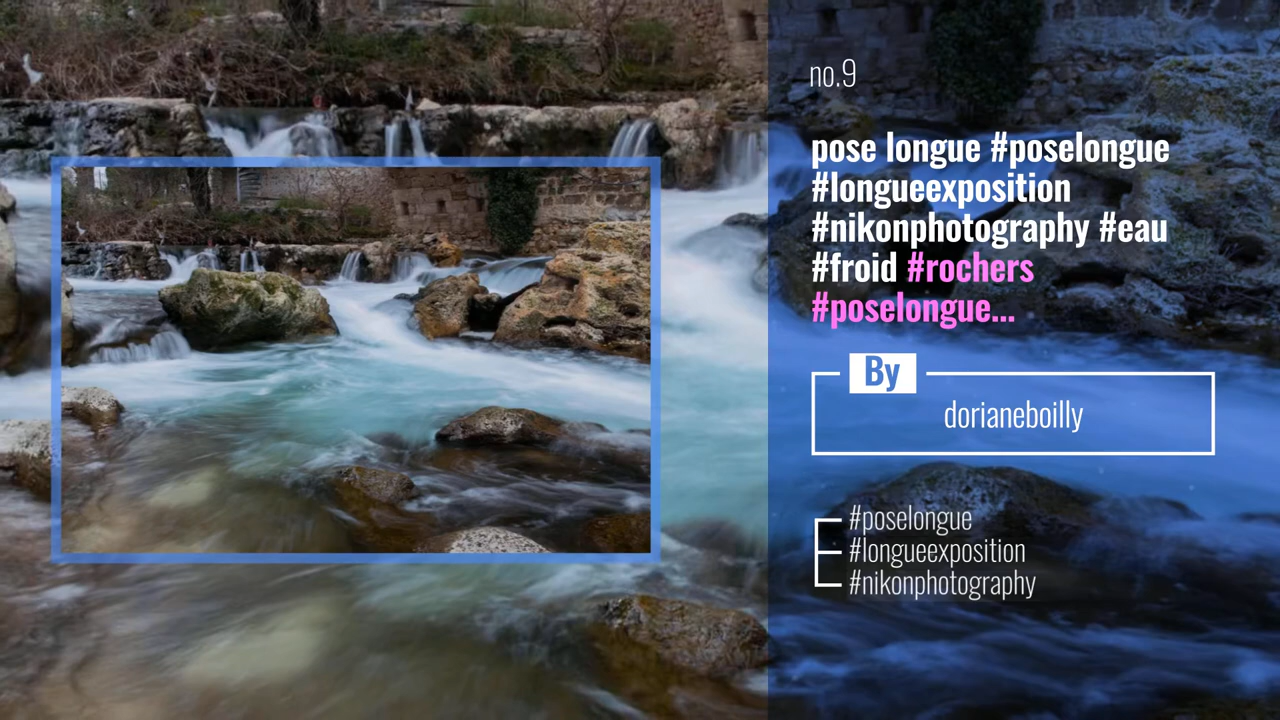 no.9
pose longue #poselongue
#longueexposition
#nikonphotography #eau
#froid #rochers
#poselongue...
By
dorianeboilly
#poselongue
#longueexposition
#nikonphotography